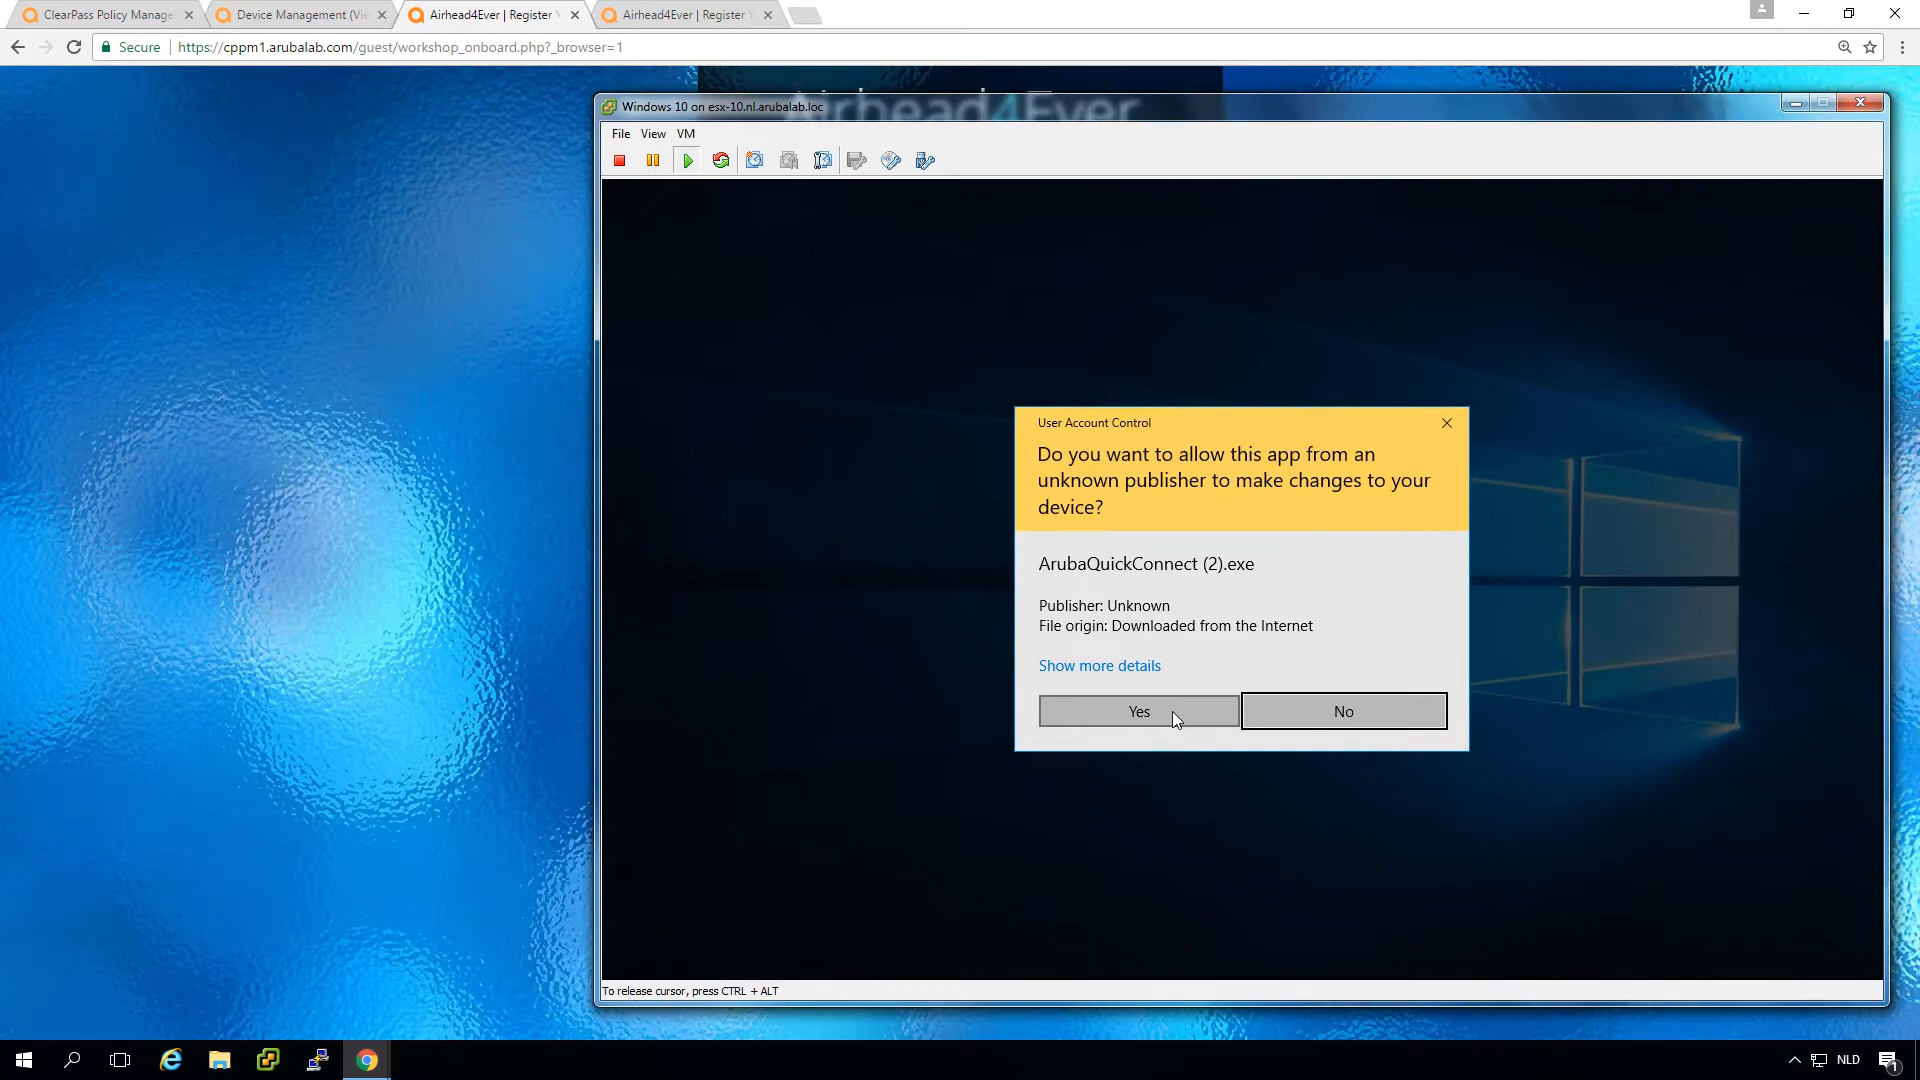 ClearPass Policy Manage
Device Management (Vie
Airhead4Ever | Register Y
Airhead4Ever | Register Y
Secure
https://cppm1.arubalab.com/guest/workshop_onboard.php?_browser=1
Airhead4Ever
Windows 10 on esx-10.nl.arubalab.loc
File View VM
User Account Control
Do you want to allow this app from an
unknown publisher to make changes to your
device?
ArubaQuickConnect (2).exe
Publisher: Unknown
File origin: Downloaded from the Internet
Show more details
Yes
No
To release cursor, press CTRL + ALT
NLD
1